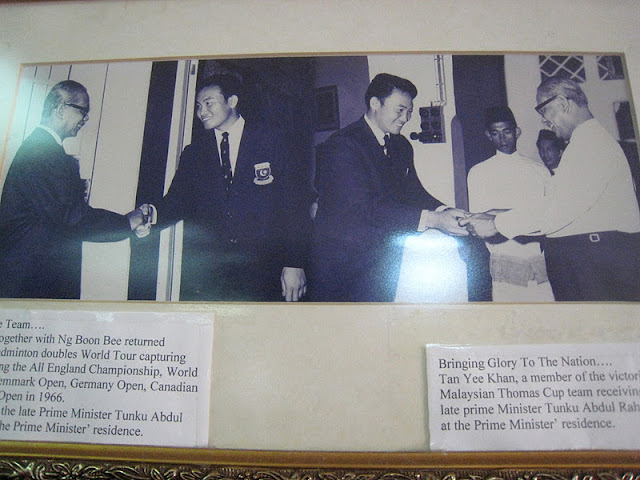 e Team....
ogether with Ng Boon Bee returned
dminton doubles World Tour capturing
ng the All England Championship, World
emmark Open, Germany Open, Canadian
Open in 1966.
the late Prime Minister Tunku Abdul
he Prime Minister' residence.
Bringing Glory To The Nation....
Tan Yee Khan, a member of the victori
Malaysian Thomas Cup team receivin
late prime Minister Tunku Abdul Rah
at the Prime Minister' residence.